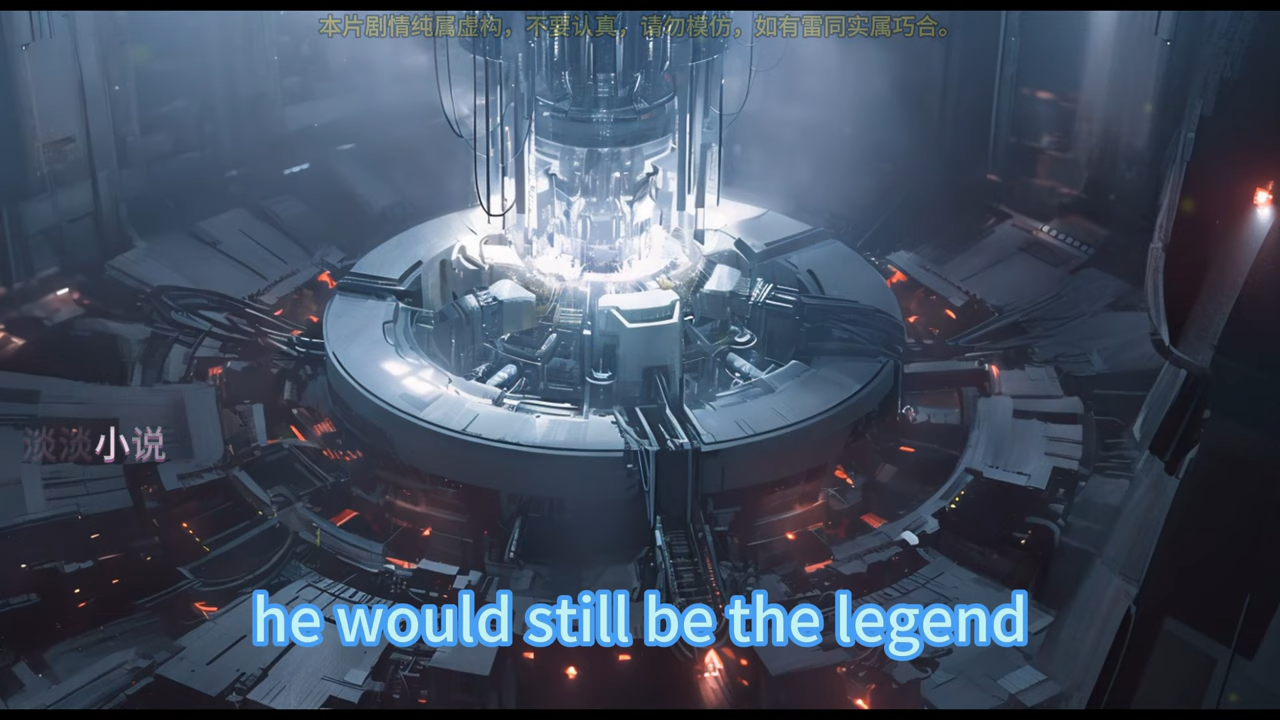 本片剧情纯属虚构，不要认真，请勿模仿，如有雷同实属巧合。
淡淡小说
he would still be the legend